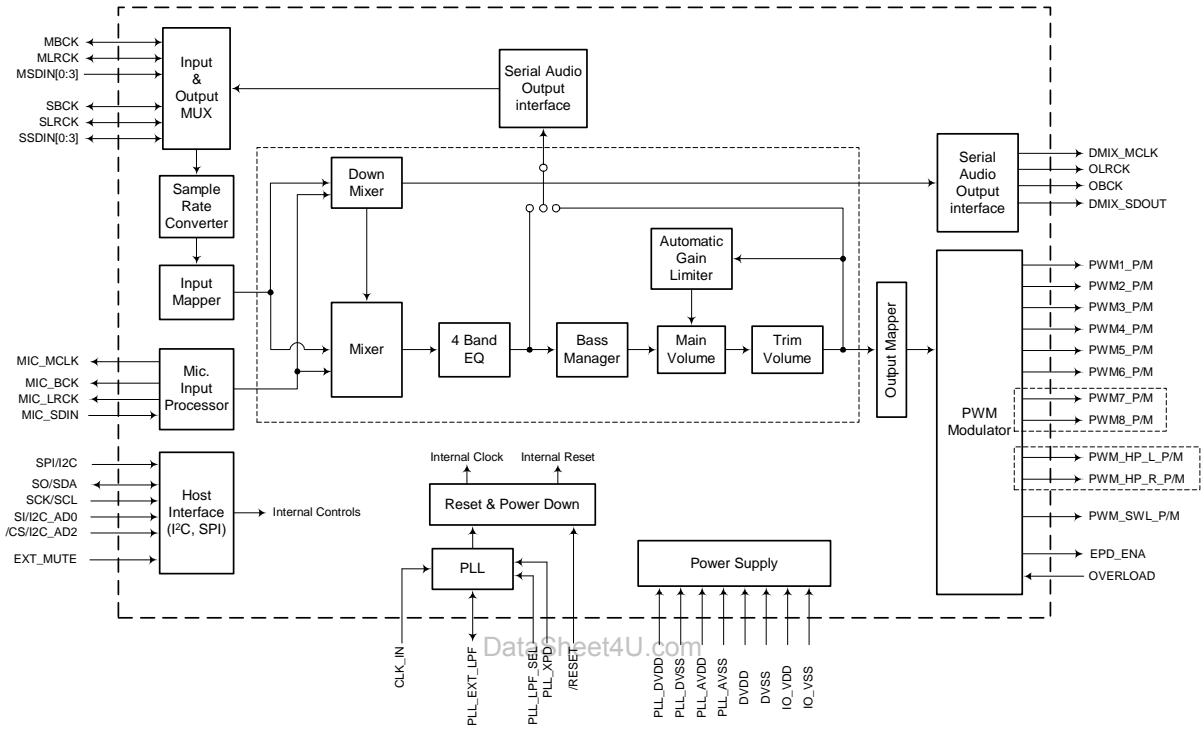 MBCK
MLRCK
MSDIN[0:3]
SBCK
SLRCK
SSDIN[0:3]
Input
&
Output
MUX
Serial Audio
Output
interface
Sample
Rate
Converter
Down
Mixer
Serial
Audio
Output
interface
DMIX_MCLK
OLRCK
OBCK
DMIX_SDOUT
Input
Mapper
Automatic
Gain
Limiter
Mixer
4 Band
EQ
Bass
Manager
Main
Volume
Trim
Volume
Output Mapper
PWM
Modulator
PWM1_P/M
PWM2_P/M
PWM3_P/M
PWM4_P/M
PWM5_P/M
PWM6_P/M
PWM7_P/M
PWM8_P/M
PWM_HP_L_P/M
PWM_HP_R_P/M
PWM_SWL_P/M
EPD_ENA
OVERLOAD
MIC_MCLK
MIC_BCK
MIC_LRCK
MIC_SDIN
Mic.
Input
Processor
SPI/I2C
SO/SDA
SCK/SCL
SI/I2C_AD0
/CS/I2C_AD2
EXT_MUTE
Host
Interface
(I²C, SPI)
Internal Controls
Internal Clock
Internal Reset
Reset & Power Down
PLL
Power Supply
CLK_IN
PLL_EXT_LPF
PLL_LPF_SEL
PLL_XPD
/RESET
PLL_DVDD
PLL_DVSS
PLL_AVDD
PLL_AVSS
DVDD
DVSS
IO_VDD
IO_VSS
DataSheet4U.com